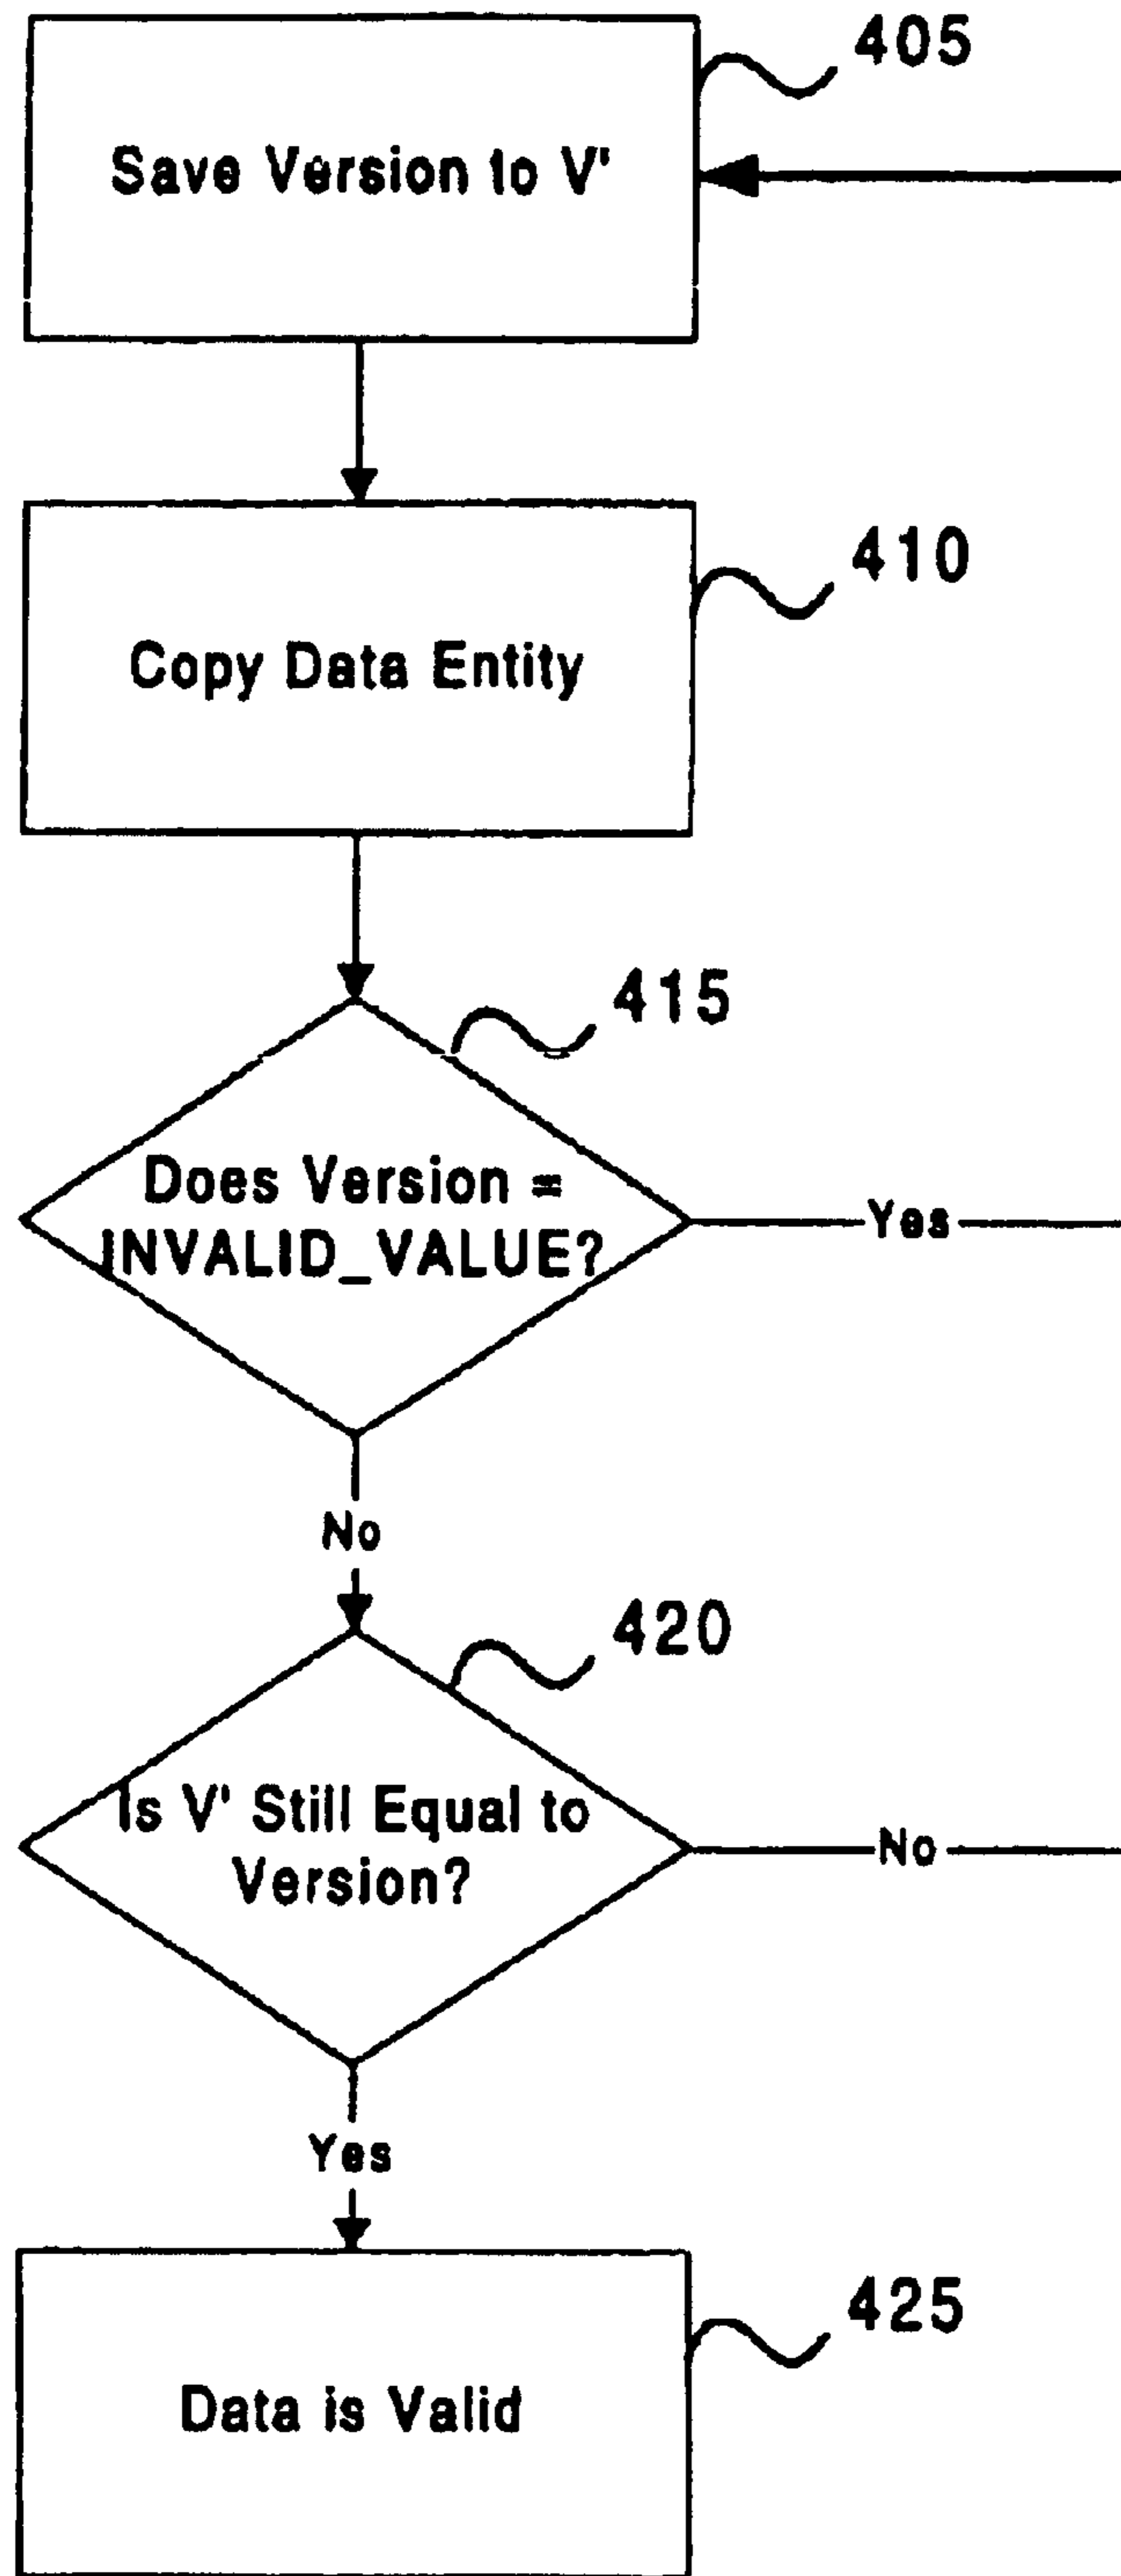 405
Save Version to V'
410
Copy Data Entity
415
Does Version =
INVALID_VALUE?
Yes
No
420
Is V' Still Equal to
Version?
No
Yes
425
Data is Valid